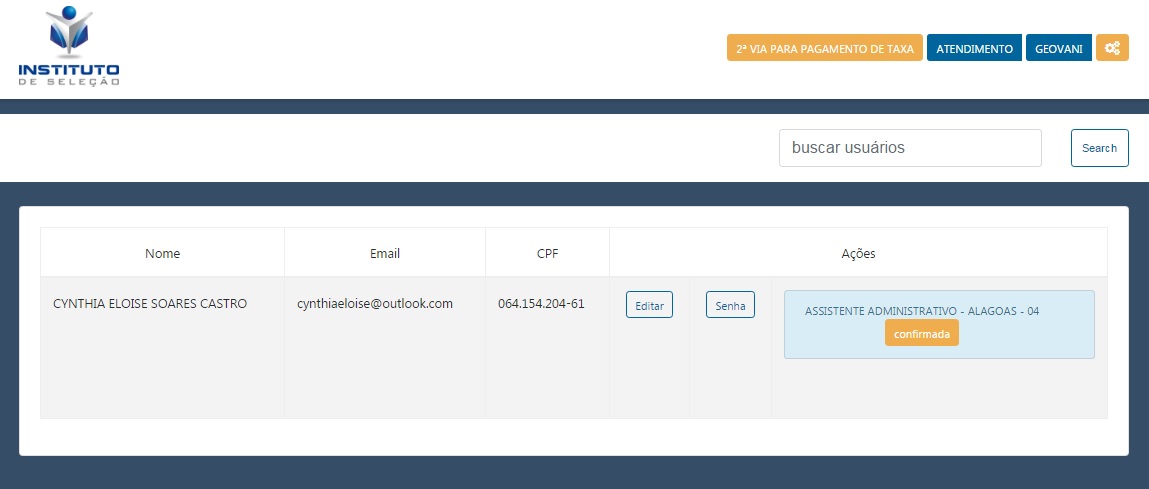 INSTITUTO
DE SELEÇÃO
2ª VIA PARA PAGAMENTO DE TAXA ATENDIMENTO GEOVANI
buscar usuários Search
Nome Email CPF Ações
CYNTHIA ELOISE SOARES CASTRO cynthiaeloise@outlook.com 064.154.204-61 Editar Senha ASSISTENTE ADMINISTRATIVO - ALAGOAS - 04
confirmada